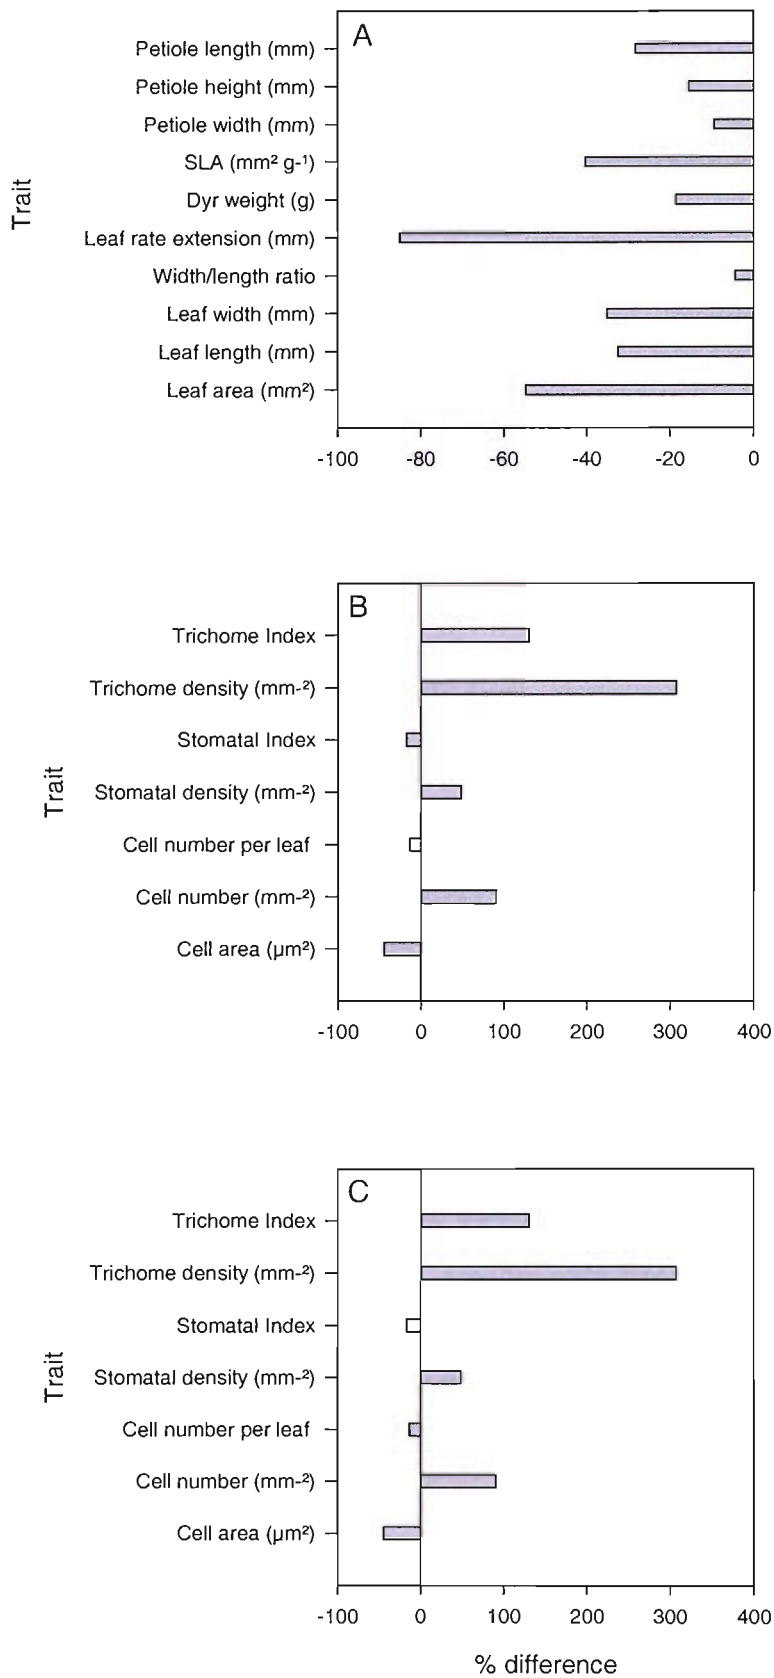 A
Trait
Petiole length (mm)
Petiole height (mm)
Petiole width (mm)
SLA (mm² g-¹)
Dyr weight (g)
Leaf rate extension (mm)
Width/length ratio
Leaf width (mm)
Leaf length (mm)
Leaf area (mm²)
-100 -80 -60 -40 -20 0
B
Trait
Trichome Index
Trichome density (mm-²)
Stomatal Index
Stomatal density (mm-²)
Cell number per leaf
Cell number (mm-²)
Cell area (µm²)
-100 0 100 200 300 400
C
Trait
Trichome Index
Trichome density (mm-²)
Stomatal Index
Stomatal density (mm-²)
Cell number per leaf
Cell number (mm-²)
Cell area (µm²)
-100 0 100 200 300 400
% difference